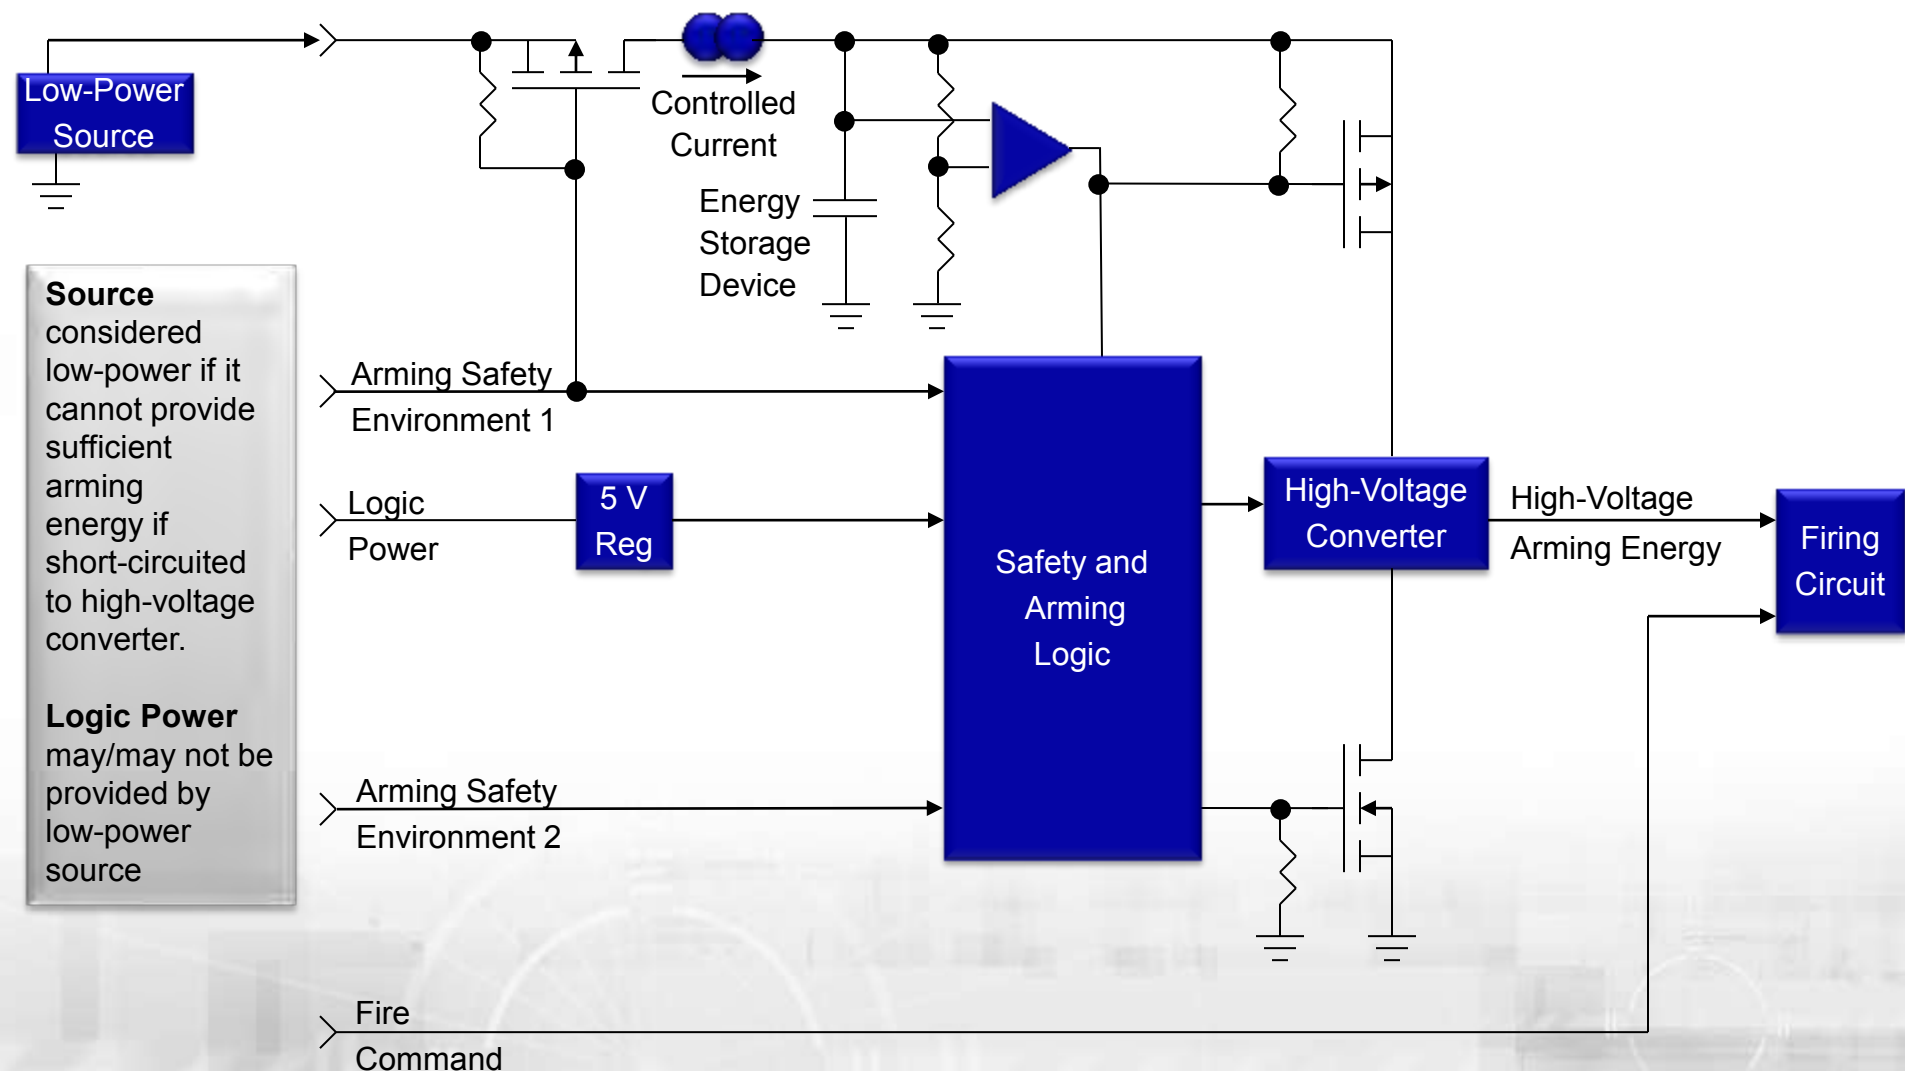 Low-Power
Source
Controlled
Current
Energy
Storage
Device
Source
considered
low-power if it
cannot provide
sufficient
arming
energy if
short-circuited
to high-voltage
converter.
Logic Power
may/may not be
provided by
low-power
source
Arming Safety
Environment 1
Logic
Power
5 V
Reg
Arming Safety
Environment 2
Safety and
Arming
Logic
High-Voltage
Converter
High-Voltage
Arming Energy
Firing
Circuit
Fire
Command